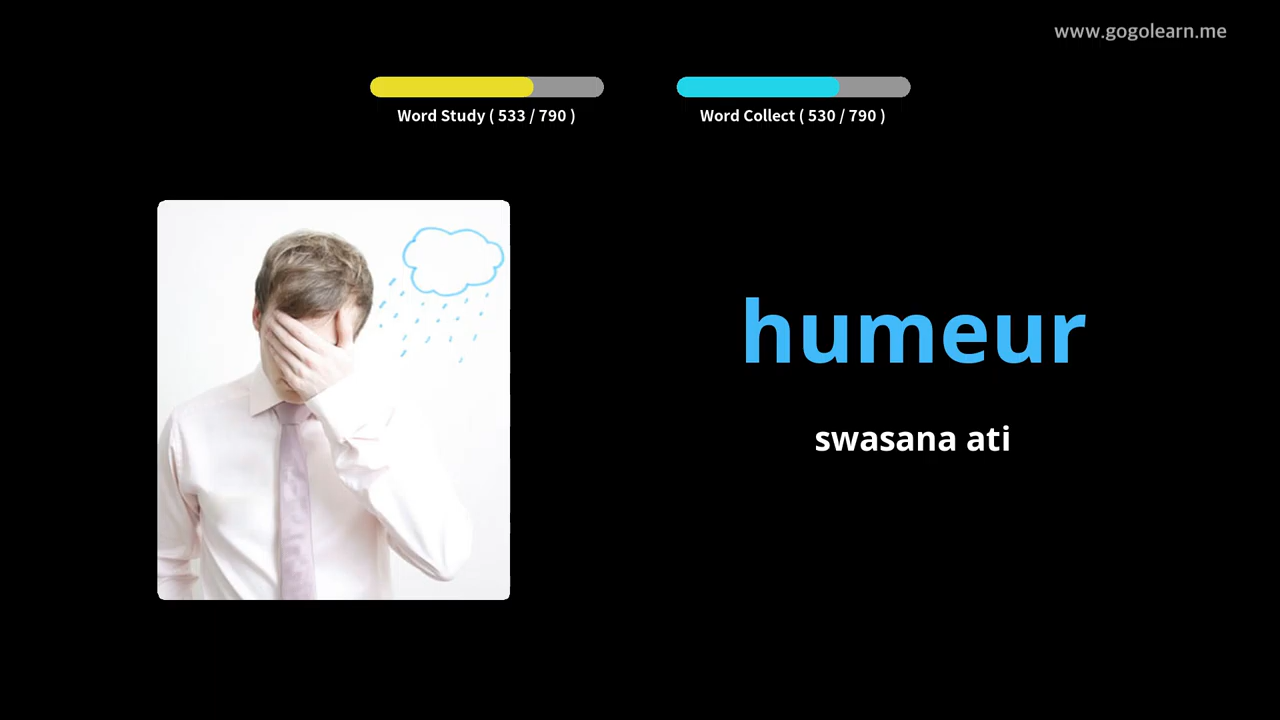 www.gogolearn.me
Word Study ( 533 / 790 )
Word Collect ( 530 / 790 )
humeur
swasana ati